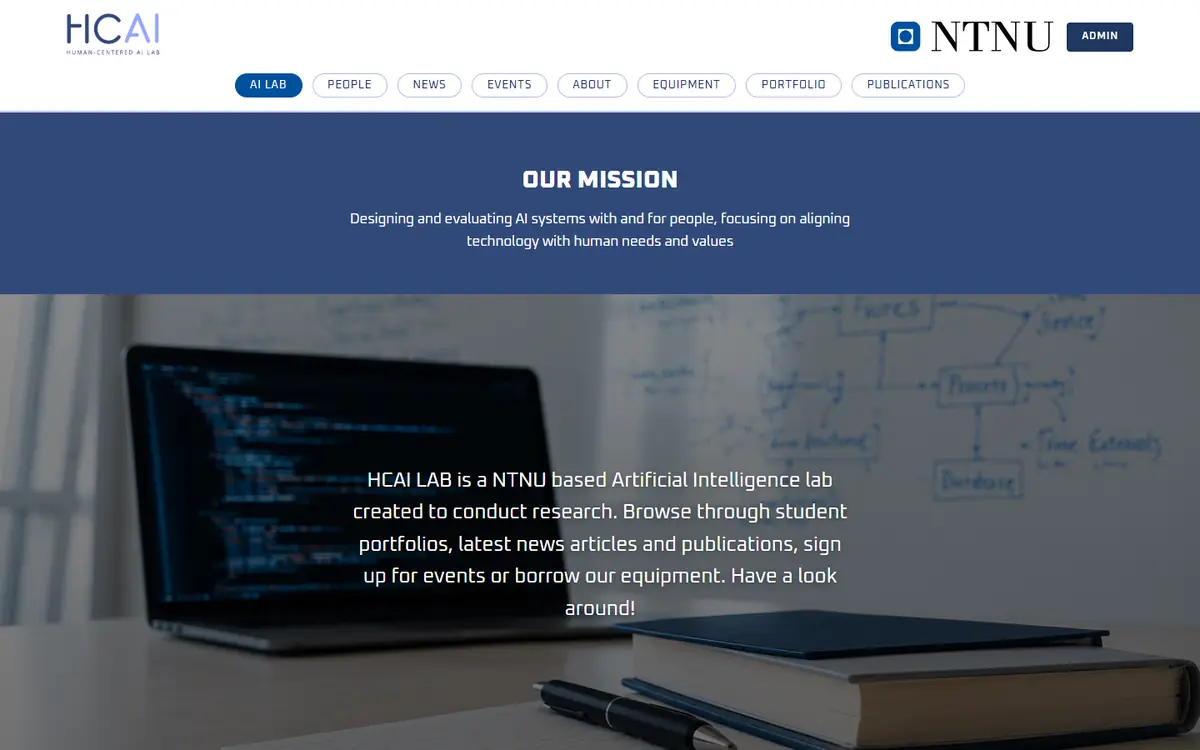 HCAI
HUMAN-CENTERED AI LAB
NTNU
ADMIN
AI LAB
PEOPLE
NEWS
EVENTS
ABOUT
EQUIPMENT
PORTFOLIO
PUBLICATIONS
OUR MISSION
Designing and evaluating AI systems with and for people, focusing on aligning
technology with human needs and values
Process
Database
HCAI LAB is a NTNU based Artificial Intelligence lab
created to conduct research. Browse through student
portfolios, latest news articles and publications, sign
up for events or borrow our equipment. Have a look
around!